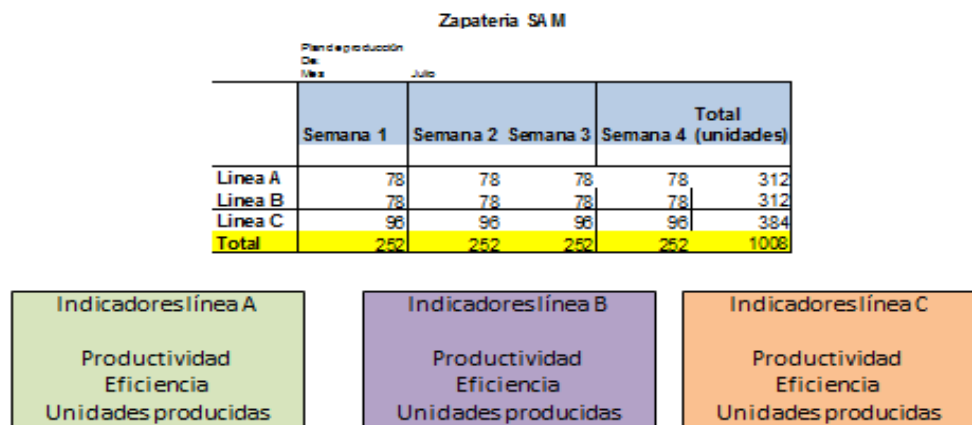 Zapateria SAM
Plan de producción
De:
Mes Julio
Total
Semana 1 Semana 2 Semana 3 Semana 4 (unidades)
Linea A 78 78 78 78 312
Linea B 78 78 78 78 312
Linea C 96 96 96 96 384
Total 252 252 252 252 1008
Indicadores línea A
Productividad
Eficiencia
Unidades producidas
Indicadores línea B
Productividad
Eficiencia
Unidades producidas
Indicadores línea C
Productividad
Eficiencia
Unidades producidas